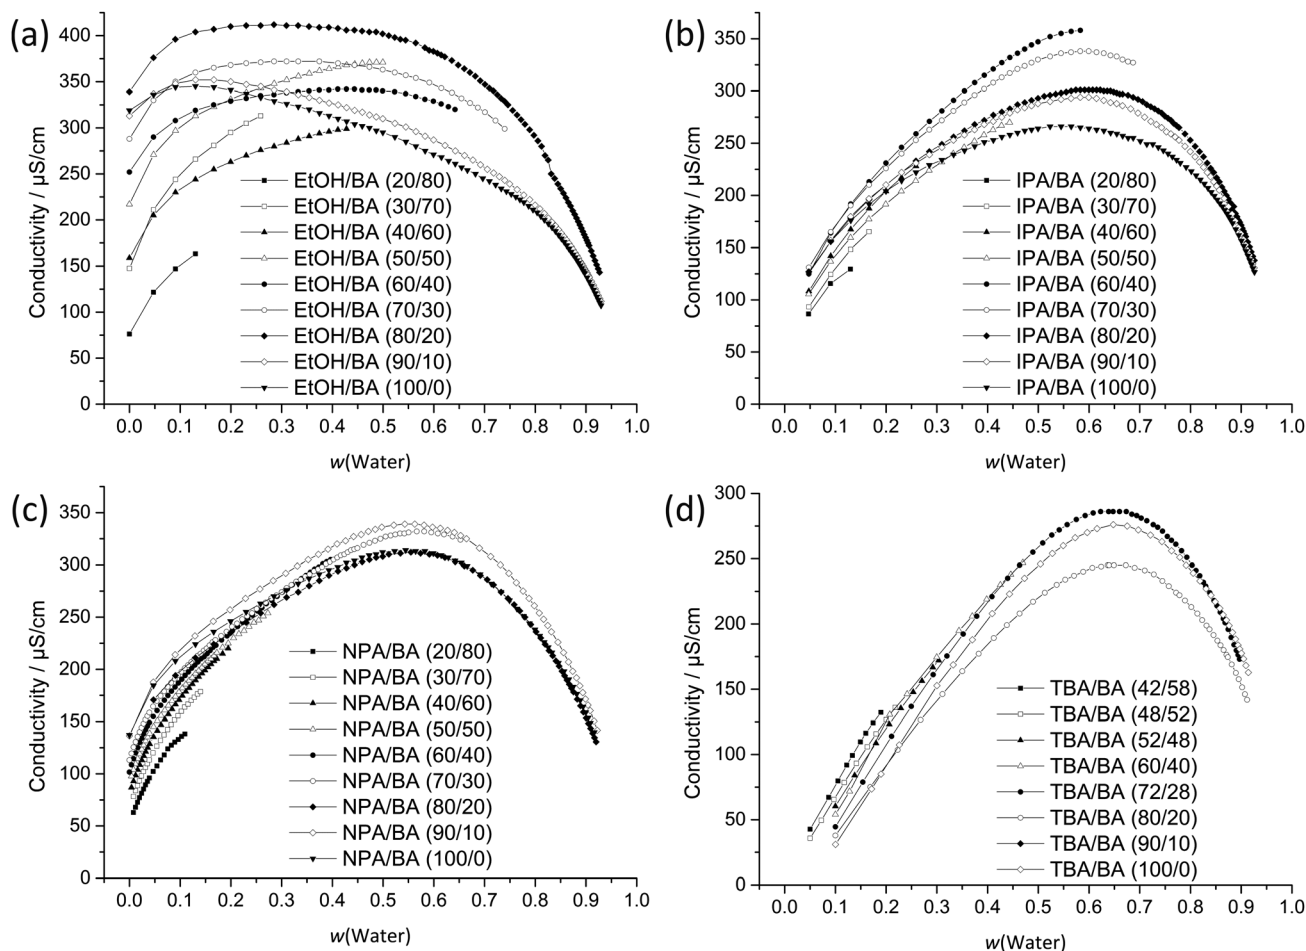 (a)
Conductivity / µS/cm
400
350
300
250
200
150
100
50
0
EtOH/BA (20/80)
EtOH/BA (30/70)
EtOH/BA (40/60)
EtOH/BA (50/50)
EtOH/BA (60/40)
EtOH/BA (70/30)
EtOH/BA (80/20)
EtOH/BA (90/10)
EtOH/BA (100/0)
0.0 0.1 0.2 0.3 0.4 0.5 0.6 0.7 0.8 0.9 1.0
w(Water)
(b)
Conductivity / µS/cm
350
300
250
200
150
100
50
0
IPA/BA (20/80)
IPA/BA (30/70)
IPA/BA (40/60)
IPA/BA (50/50)
IPA/BA (60/40)
IPA/BA (70/30)
IPA/BA (80/20)
IPA/BA (90/10)
IPA/BA (100/0)
0.0 0.1 0.2 0.3 0.4 0.5 0.6 0.7 0.8 0.9 1.0
w(Water)
(c)
Conductivity / µS/cm
350
300
250
200
150
100
50
0
NPA/BA (20/80)
NPA/BA (30/70)
NPA/BA (40/60)
NPA/BA (50/50)
NPA/BA (60/40)
NPA/BA (70/30)
NPA/BA (80/20)
NPA/BA (90/10)
NPA/BA (100/0)
0.0 0.1 0.2 0.3 0.4 0.5 0.6 0.7 0.8 0.9 1.0
w(Water)
(d)
Conductivity / µS/cm
300
250
200
150
100
50
0
TBA/BA (42/58)
TBA/BA (48/52)
TBA/BA (52/48)
TBA/BA (60/40)
TBA/BA (72/28)
TBA/BA (80/20)
TBA/BA (90/10)
TBA/BA (100/0)
0.0 0.1 0.2 0.3 0.4 0.5 0.6 0.7 0.8 0.9 1.0
w(Water)